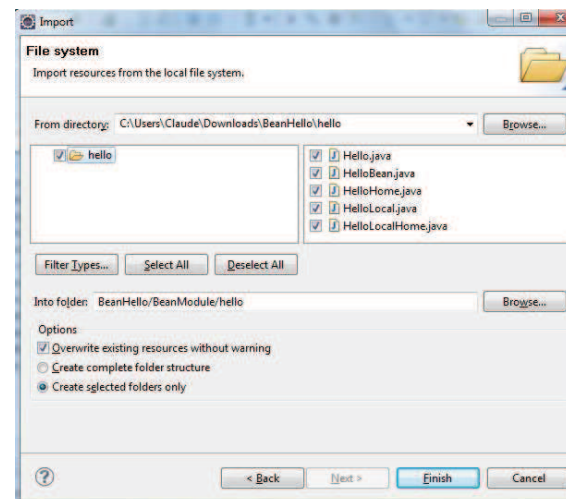 Import
File system
Import resources from the local file system.
From directory: C:\Users\Claude\Downloads\BeanHello\hello Browse...
hello
Hello.java
HelloBean.java
HelloHome.java
HelloLocal.java
HelloLocalHome.java
Filter Types... Select All Deselect All
Into folder: BeanHello/BeanModule/hello Browse...
Options
Overwrite existing resources without warning
Create complete folder structure
Create selected folders only
? < Back Next > Finish Cancel